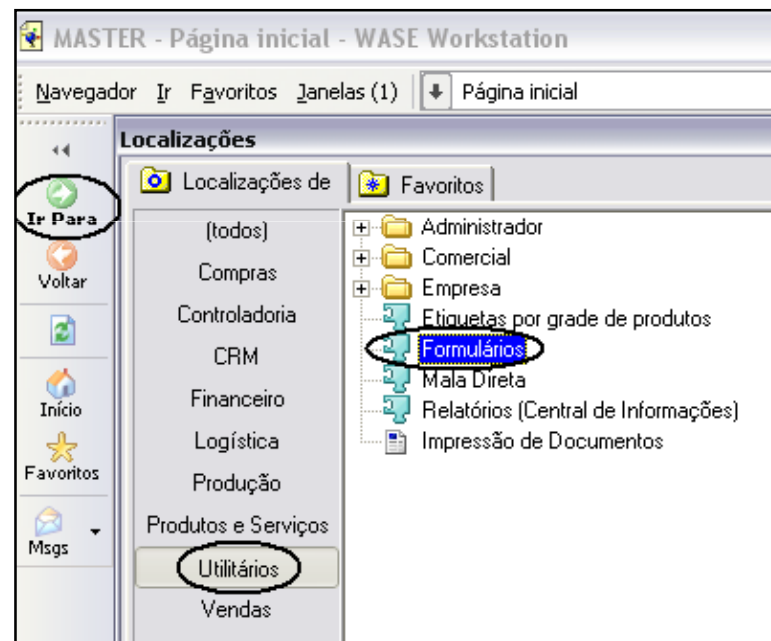 MASTER - Página inicial - WASE Workstation
Navegador Ir Favoritos Janelas (1) Página inicial
Localizações
Localizações de Favoritos
Ir Para
Voltar
Início
Favoritos
Msgs
(todos)
Compras
Controladoria
CRM
Financeiro
Logística
Produção
Produtos e Serviços
Utilitários
Vendas
Administrador
Comercial
Empresa
Etiquetas por grade de produtos
Formulários
Mala Direta
Relatórios (Central de Informações)
Impressão de Documentos